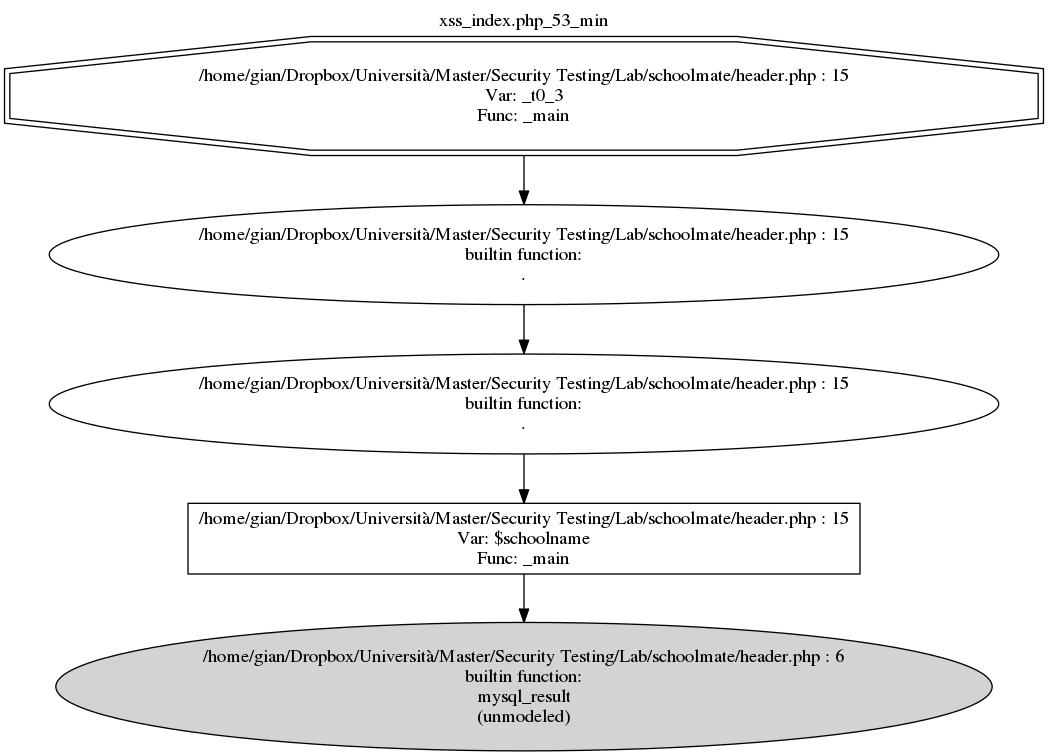 xss_index.php_53_min
/home/gian/Dropbox/Università/Master/Security Testing/Lab/schoolmate/header.php : 15
Var: _t0_3
Func: _main
/home/gian/Dropbox/Università/Master/Security Testing/Lab/schoolmate/header.php : 15
builtin function:
.
/home/gian/Dropbox/Università/Master/Security Testing/Lab/schoolmate/header.php : 15
builtin function:
.
/home/gian/Dropbox/Università/Master/Security Testing/Lab/schoolmate/header.php : 15
Var: $schoolname
Func: _main
/home/gian/Dropbox/Università/Master/Security Testing/Lab/schoolmate/header.php : 6
builtin function:
mysql_result
(unmodeled)